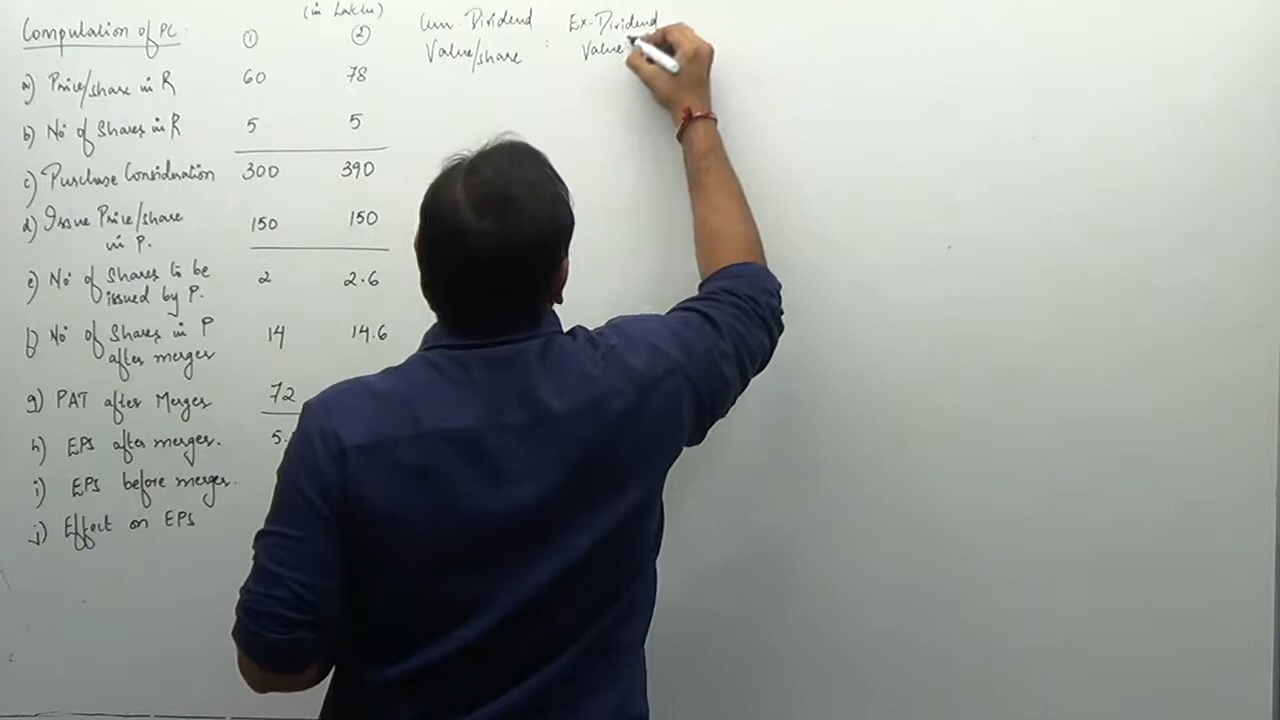 (in Lakhs)
Computation of PC. ① ②
a) Price/share in R 60 78
b) No of Shares in R 5 5
c) Purchase Consideration 300 390
d) Issue Price/share 150 150
in P.
e) No of Shares to be 2 2.6
issued by P.
f) No of Shares in P 14 14.6
after merger
g) PAT after Merger 72
h) EPS after merger. 5.
i) EPS before merger.
j) Effect on EPS
Cum-Dividend
Value/share :
Ex-Dividend
Value